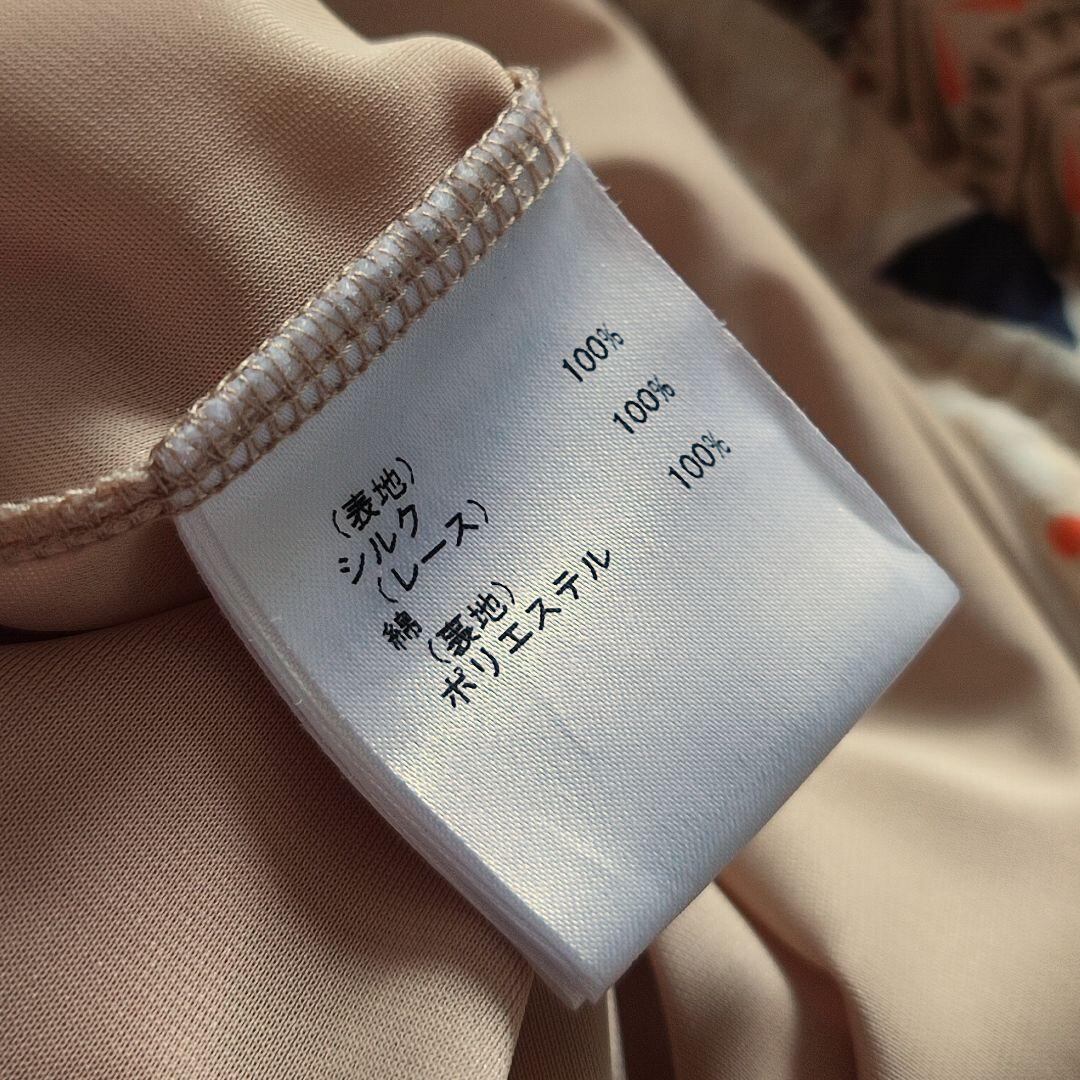 (表地)
シルク 100%
(レース)
綿 100%
(裏地)
ポリエステル 100%